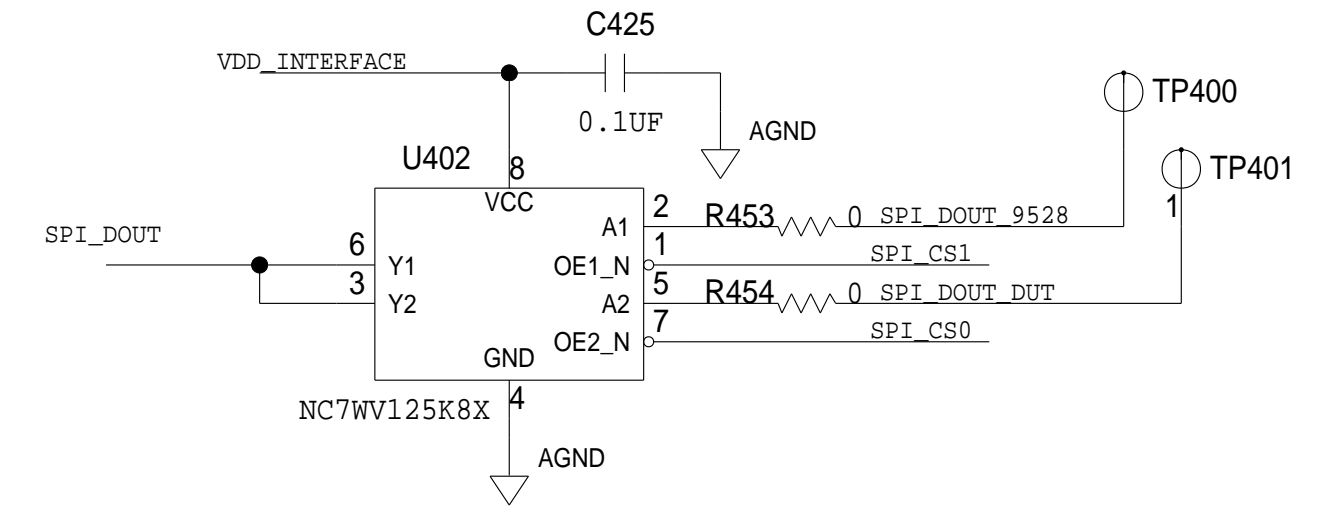 C425
VDD_INTERFACE
0.1UF
AGND
TP400
U402
8
VCC
TP401
1
SPI_DOUT
6
Y1
3
Y2
A1
2
R453
0
SPI_DOUT_9528
OE1_N
1
SPI_CS1
A2
5
R454
0
SPI_DOUT_DUT
OE2_N
7
SPI_CS0
GND
4
NC7WV125K8X
AGND